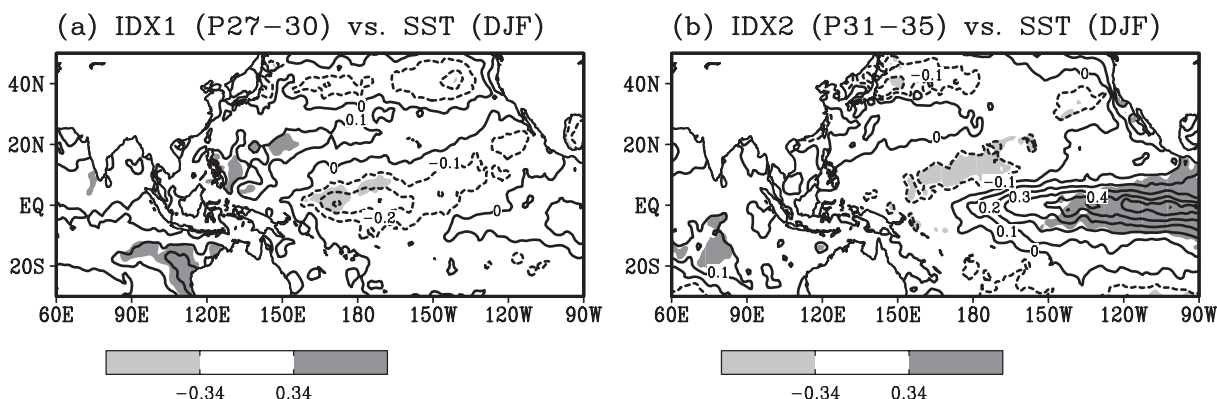 (a) IDX1 (P27−30) vs. SST (DJF)
40N
20N
EQ
20S
0
0.1
0
−0.1
−0.2
0
60E 90E 120E 150E 180 150W 120W 90W
−0.34 0.34
(b) IDX2 (P31−35) vs. SST (DJF)
40N
20N
EQ
20S
−0.1
0
0
−0.1
0.3
0.4
0.2
0.1
0
0.1
60E 90E 120E 150E 180 150W 120W 90W
−0.34 0.34